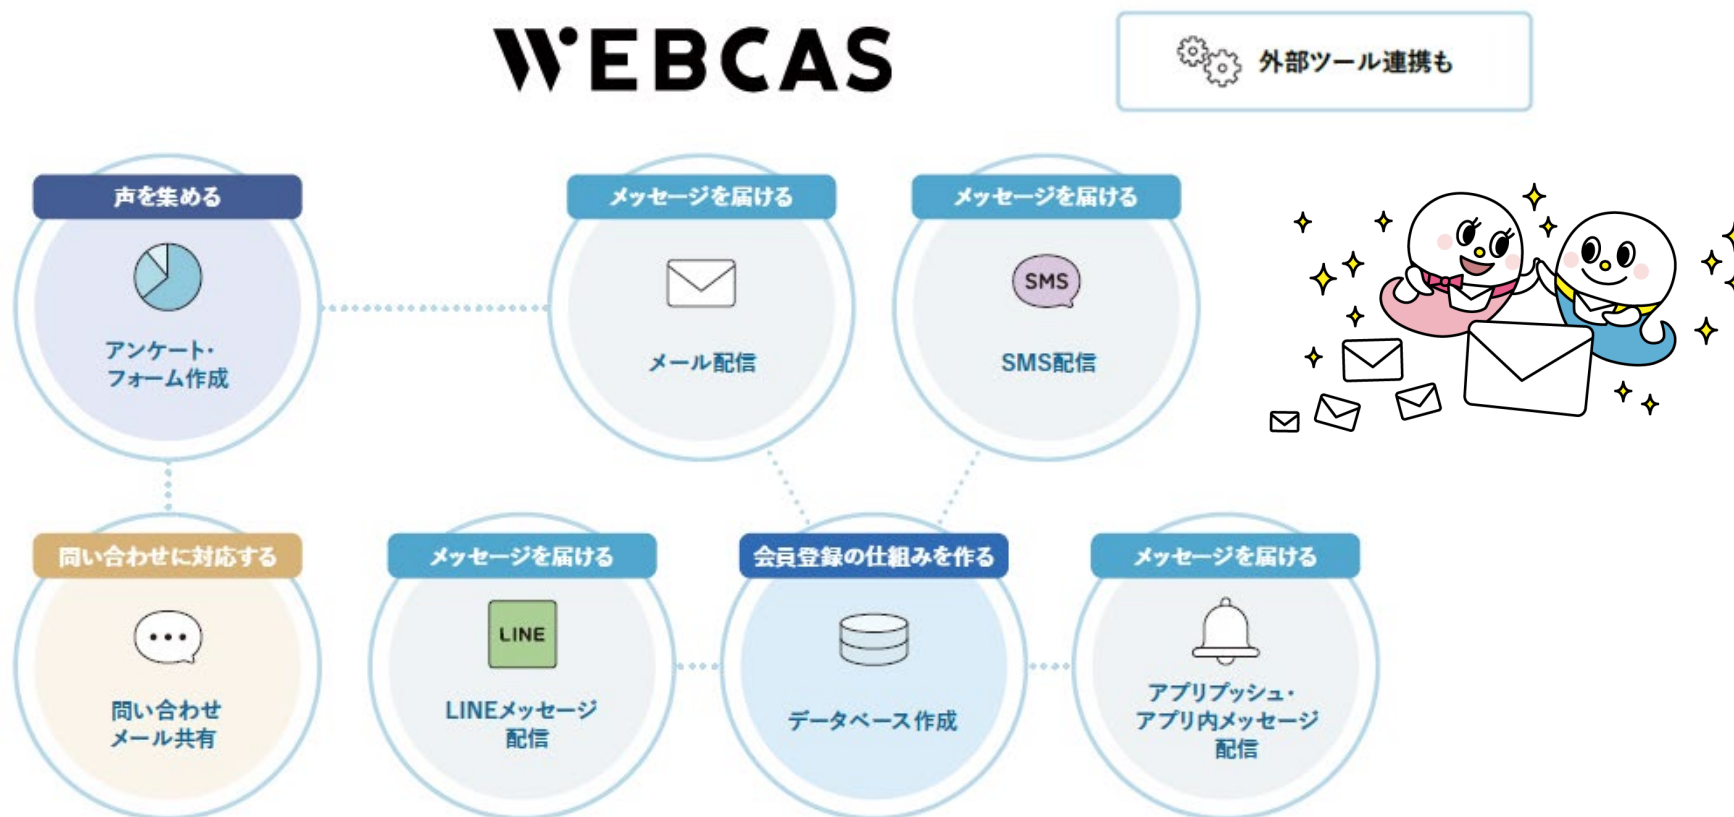 WEBCAS
外部ツール連携も
声を集める
アンケート・
フォーム作成
メッセージを届ける
メール配信
メッセージを届ける
SMS
SMS配信
問い合わせに対応する
問い合わせ
メール共有
メッセージを届ける
LINE
LINEメッセージ
配信
会員登録の仕組みを作る
データベース作成
メッセージを届ける
アプリプッシュ・
アプリ内メッセージ
配信